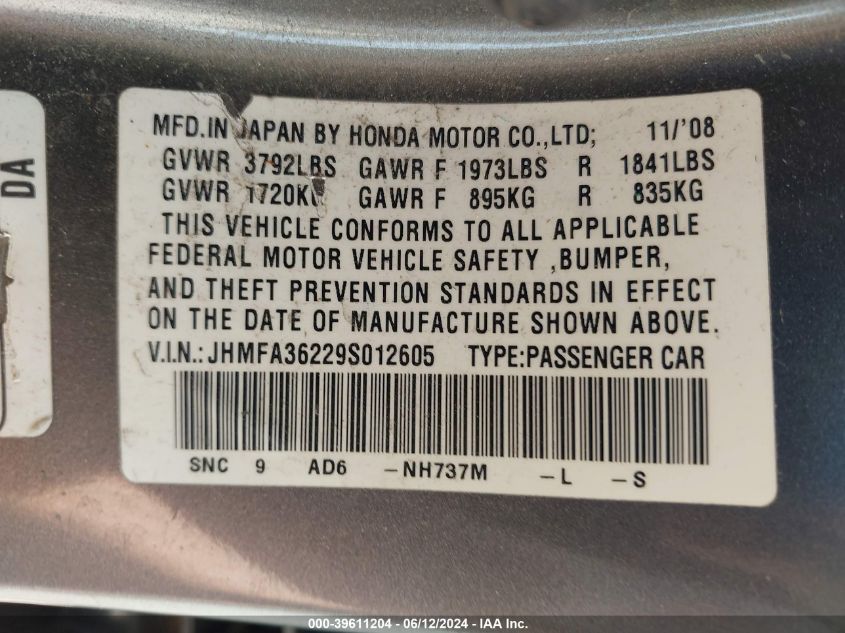 DA
MFD.IN JAPAN BY HONDA MOTOR CO.,LTD; 11/'08
GVWR 3792LBS GAWR F 1973LBS R 1841LBS
GVWR 1720KG GAWR F 895KG R 835KG
THIS VEHICLE CONFORMS TO ALL APPLICABLE
FEDERAL MOTOR VEHICLE SAFETY ,BUMPER,
AND THEFT PREVENTION STANDARDS IN EFFECT
ON THE DATE OF MANUFACTURE SHOWN ABOVE.
V.I.N.:JHMFA36229S012605 TYPE:PASSENGER CAR
SNC 9 AD6 -NH737M -L -S
000-39611204 - 06/12/2024 - IAA Inc.